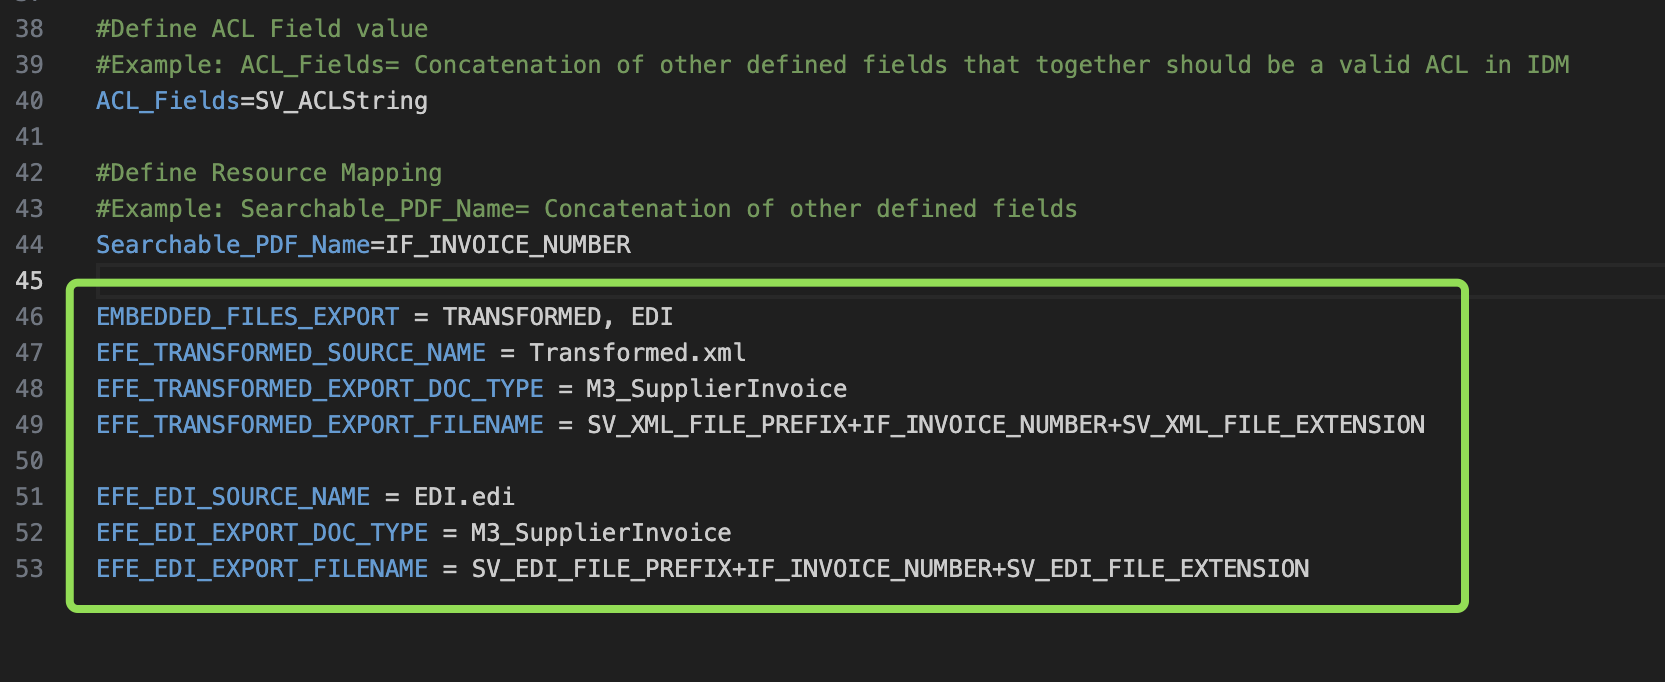 38 #Define ACL Field value
39 #Example: ACL_Fields= Concatenation of other defined fields that together should be a valid ACL in IDM
40 ACL_Fields=SV_ACLString
41
42 #Define Resource Mapping
43 #Example: Searchable_PDF_Name= Concatenation of other defined fields
44 Searchable_PDF_Name=IF_INVOICE_NUMBER
45
46 EMBEDDED_FILES_EXPORT = TRANSFORMED, EDI
47 EFE_TRANSFORMED_SOURCE_NAME = Transformed.xml
48 EFE_TRANSFORMED_EXPORT_DOC_TYPE = M3_SupplierInvoice
49 EFE_TRANSFORMED_EXPORT_FILENAME = SV_XML_FILE_PREFIX+IF_INVOICE_NUMBER+SV_XML_FILE_EXTENSION
50
51 EFE_EDI_SOURCE_NAME = EDI.edi
52 EFE_EDI_EXPORT_DOC_TYPE = M3_SupplierInvoice
53 EFE_EDI_EXPORT_FILENAME = SV_EDI_FILE_PREFIX+IF_INVOICE_NUMBER+SV_EDI_FILE_EXTENSION